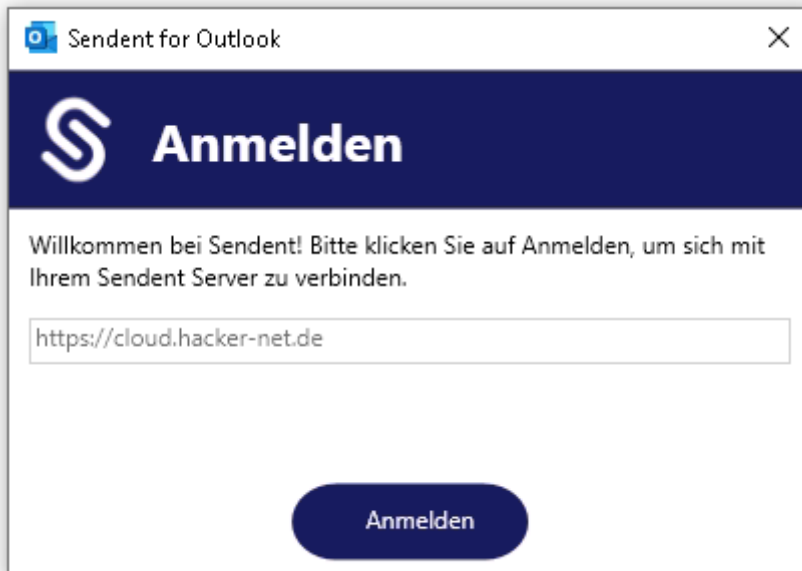 Sendent for Outlook
Anmelden
Willkommen bei Sendent! Bitte klicken Sie auf Anmelden, um sich mit
Ihrem Sendent Server zu verbinden.
https://cloud.hacker-net.de
Anmelden